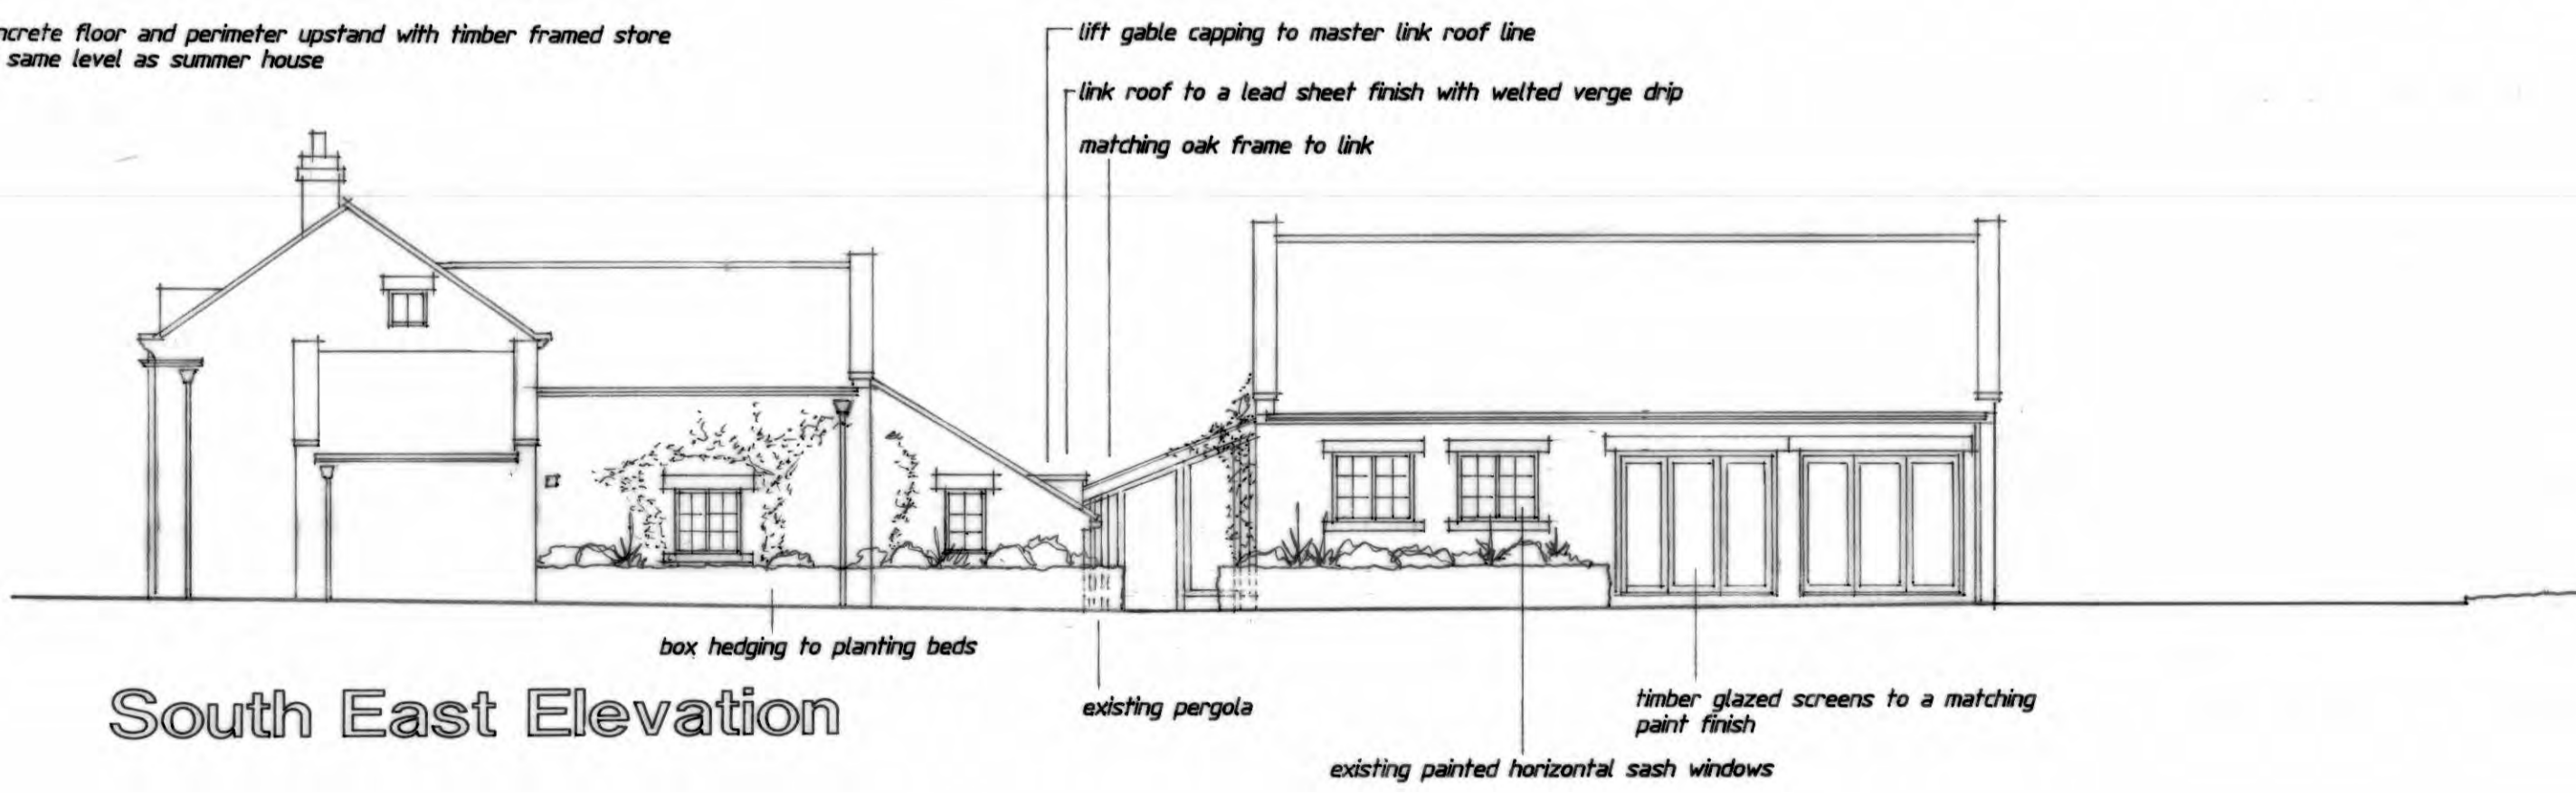 floor and perimeter upstand with timber framed store
same level as summer house
lift gable capping to master link roof line
link roof to a lead sheet finish with welted verge drip
matching oak frame to link
box hedging to planting beds
existing pergola
timber glazed screens to a matching
paint finish
existing painted horizontal sash windows
South East Elevation